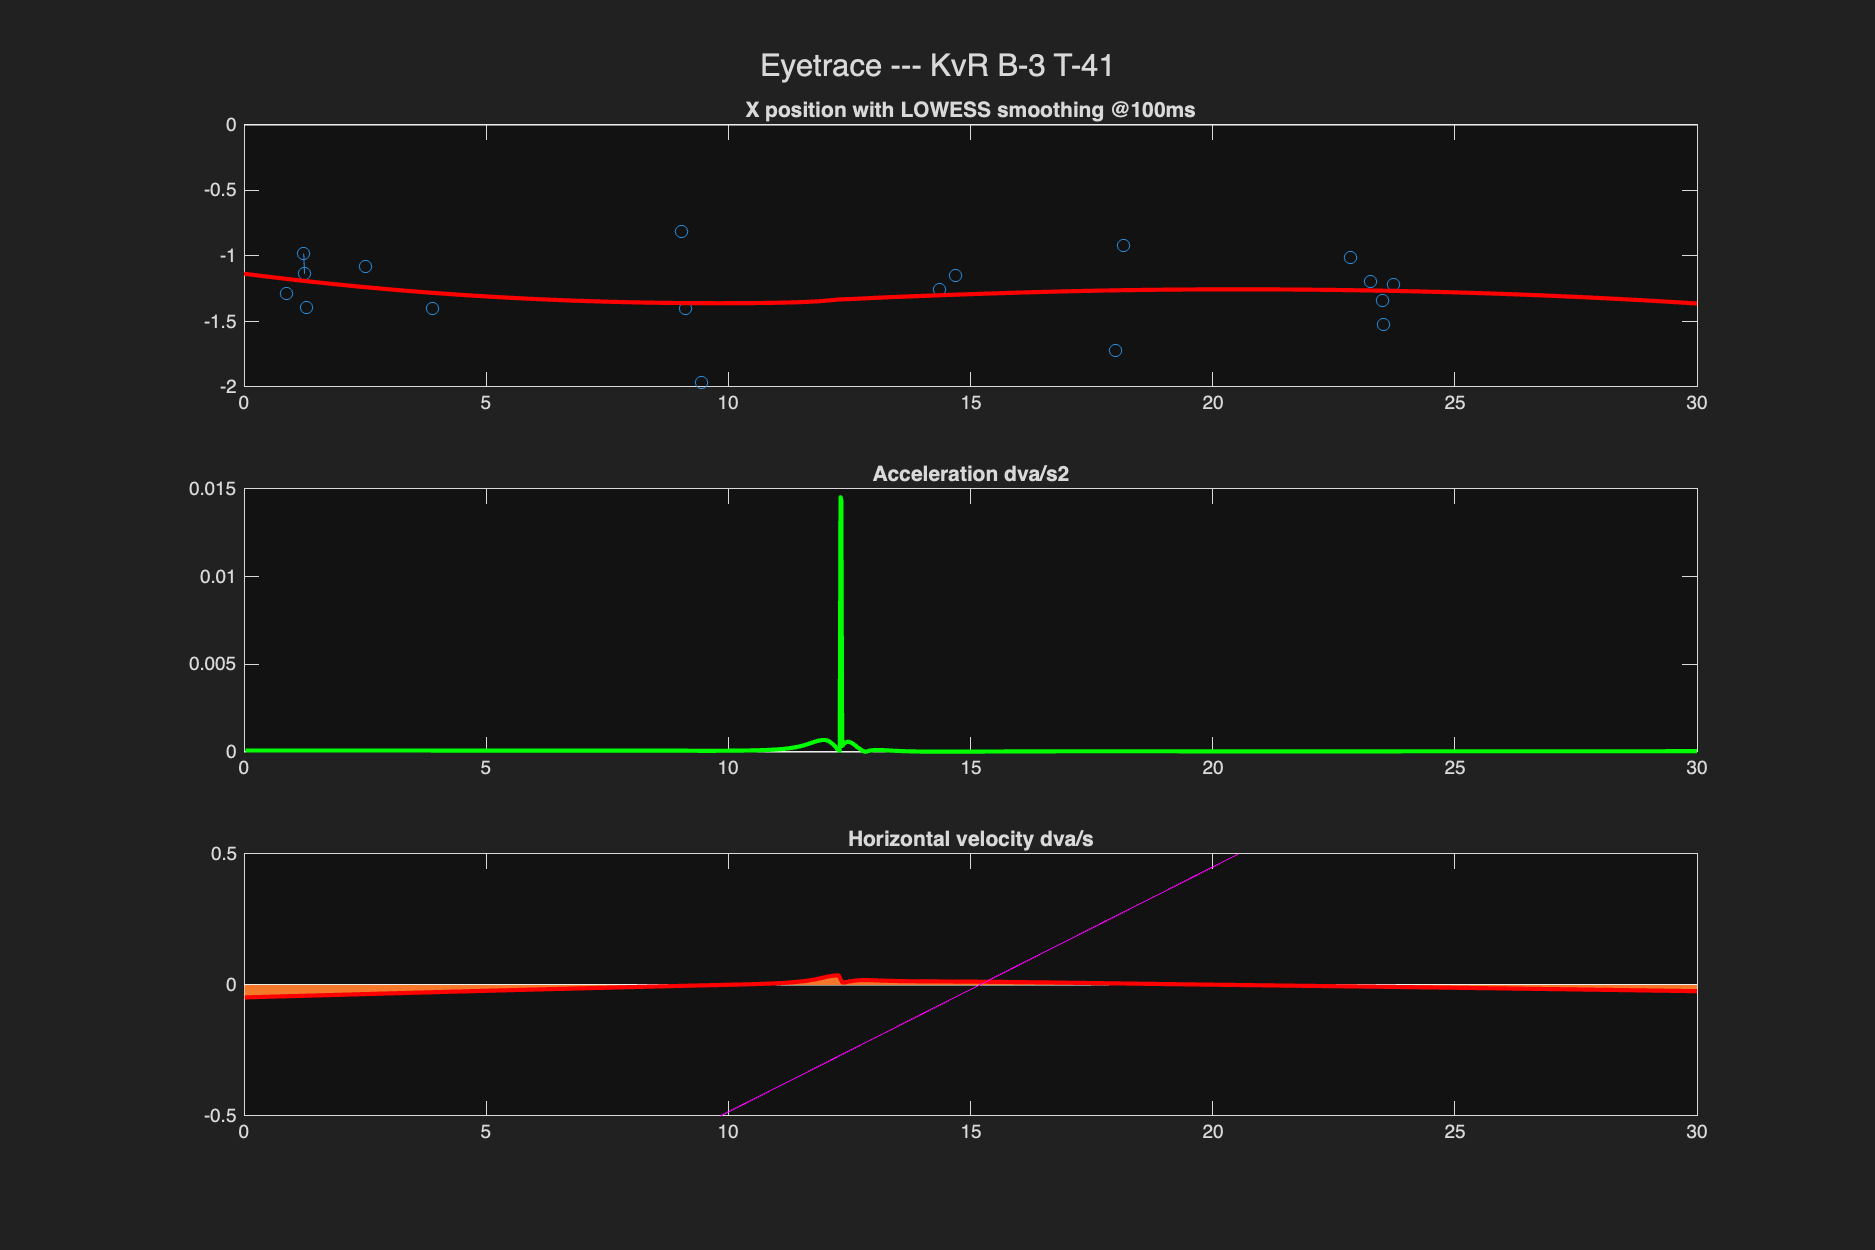 Eyetrace --- KvR B-3 T-41
X position with LOWESS smoothing @100ms
0
-0.5
-1
-1.5
-2
0 5 10 15 20 25 30
Acceleration dva/s2
0.015
0.01
0.005
0
0 5 10 15 20 25 30
Horizontal velocity dva/s
0.5
0
-0.5
0 5 10 15 20 25 30